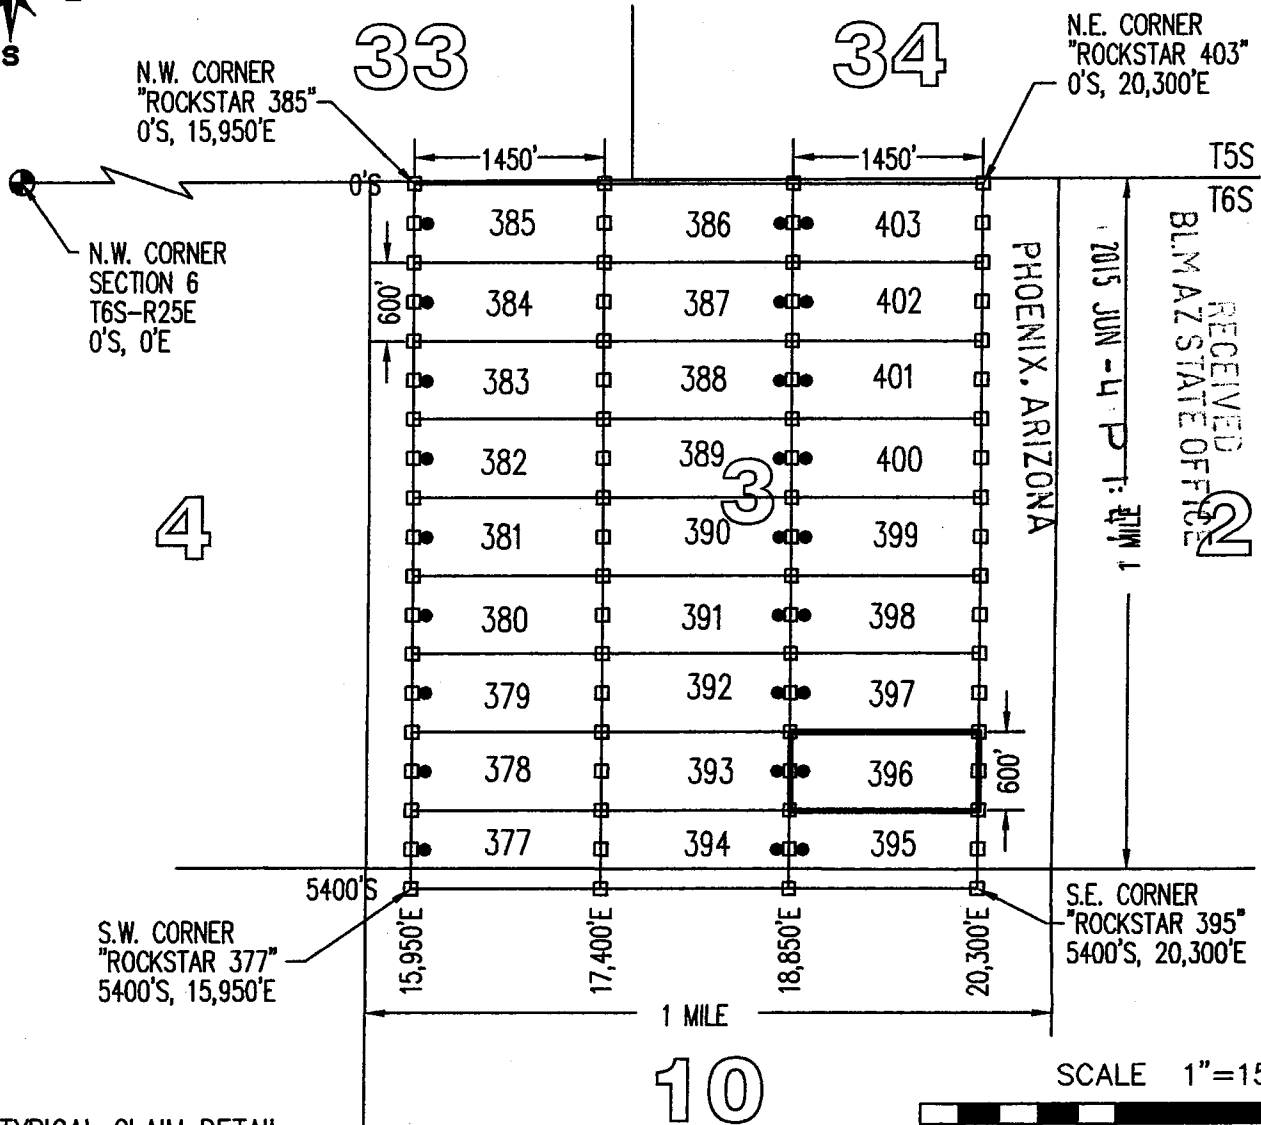 S
33
34
N.E. CORNER
"ROCKSTAR 403"
0'S, 20,300'E
N.W. CORNER
"ROCKSTAR 385"
0'S, 15,950'E
1450'
1450'
T5S
T6S
0'S
N.W. CORNER
SECTION 6
T6S-R25E
0'S, 0'E
600'
385
386
403
384
387
402
383
388
401
382
389
400
381
390
399
380
391
398
379
392
397
378
393
396
377
394
395
4
3
2
PHOENIX, ARIZONA
2015 JUN -4 P 1:
1 MILE
RECEIVED
BLM AZ STATE OFFICE
600'
5400'S
S.W. CORNER
"ROCKSTAR 377"
5400'S, 15,950'E
15,950'E
17,400'E
18,850'E
20,300'E
S.E. CORNER
"ROCKSTAR 395"
5400'S, 20,300'E
1 MILE
10
SCALE 1"=15
TYPICAL CLAIM DETAIL